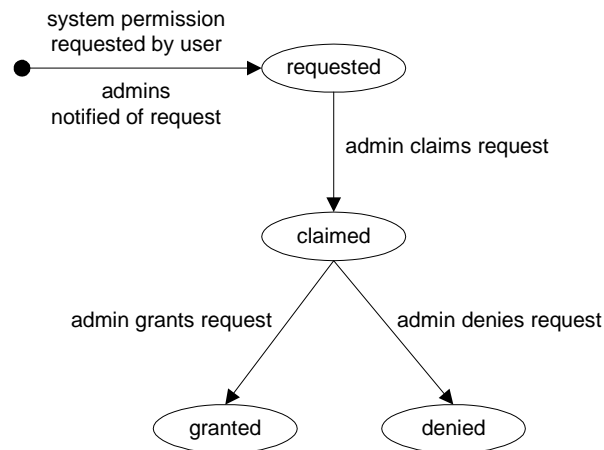 system permission
requested by user
requested
admins
notified of request
admin claims request
claimed
admin grants request
admin denies request
granted
denied